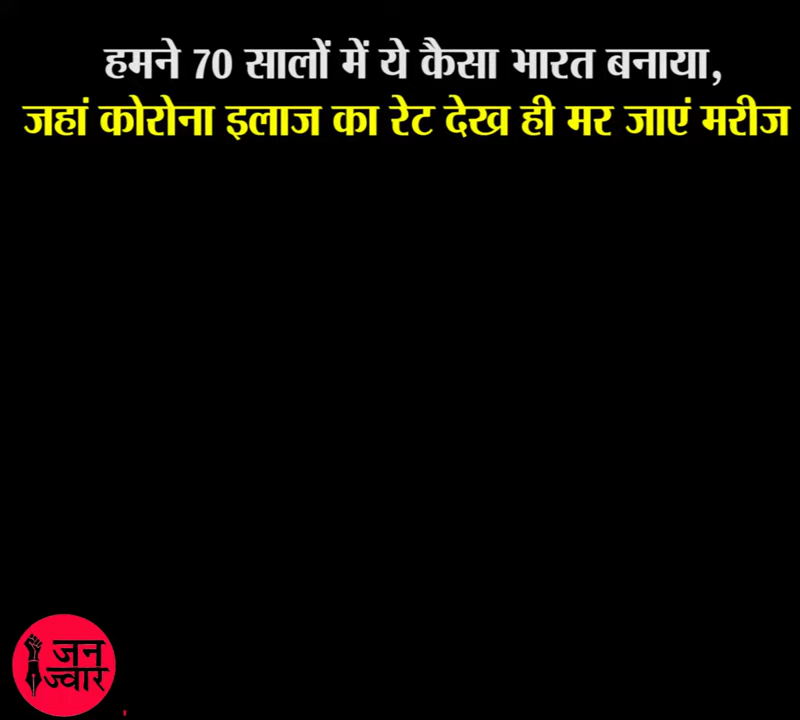 हमने 70 सालों में ये कैसा भारत बनाया,
जहां कोरोना इलाज का रेट देख ही मर जाएं मरीज
जन
ज्वार